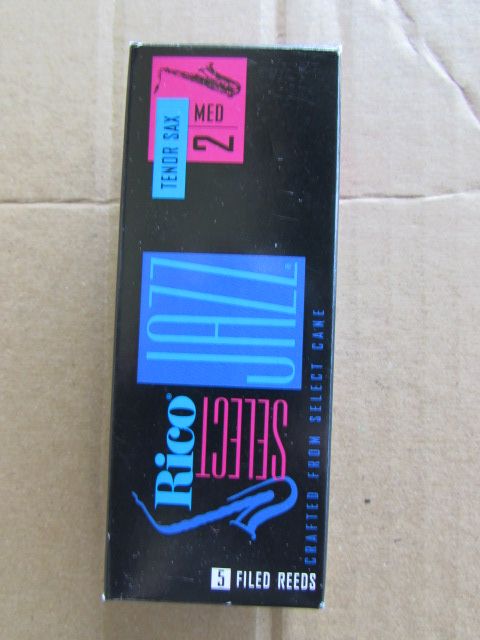 MED
2
TENOR SAX
JAZZ®
Rico®
SELECT
CRAFTED FROM SELECT CANE
5 FILED REEDS